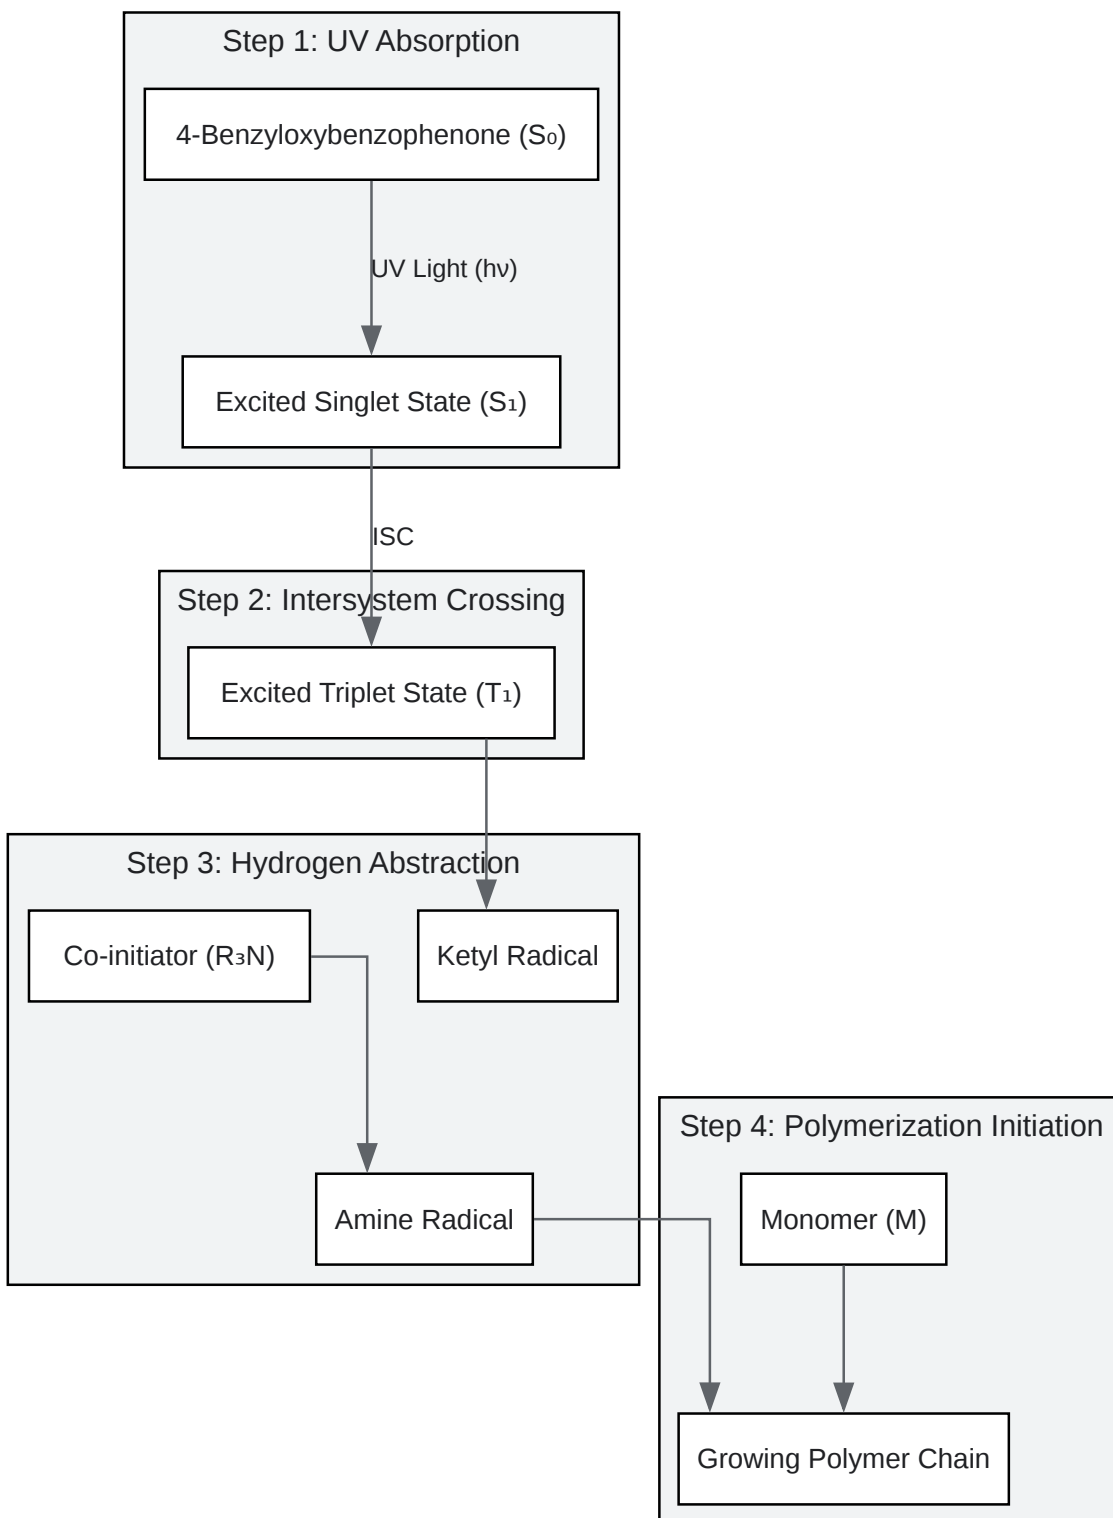 Step 1: UV Absorption
4-Benzyloxybenzophenone (S₀)
UV Light (hν)
Excited Singlet State (S₁)
ISC
Step 2: Intersystem Crossing
Excited Triplet State (T₁)
Step 3: Hydrogen Abstraction
Co-initiator (R₃N)
Ketyl Radical
Amine Radical
Step 4: Polymerization Initiation
Monomer (M)
Growing Polymer Chain